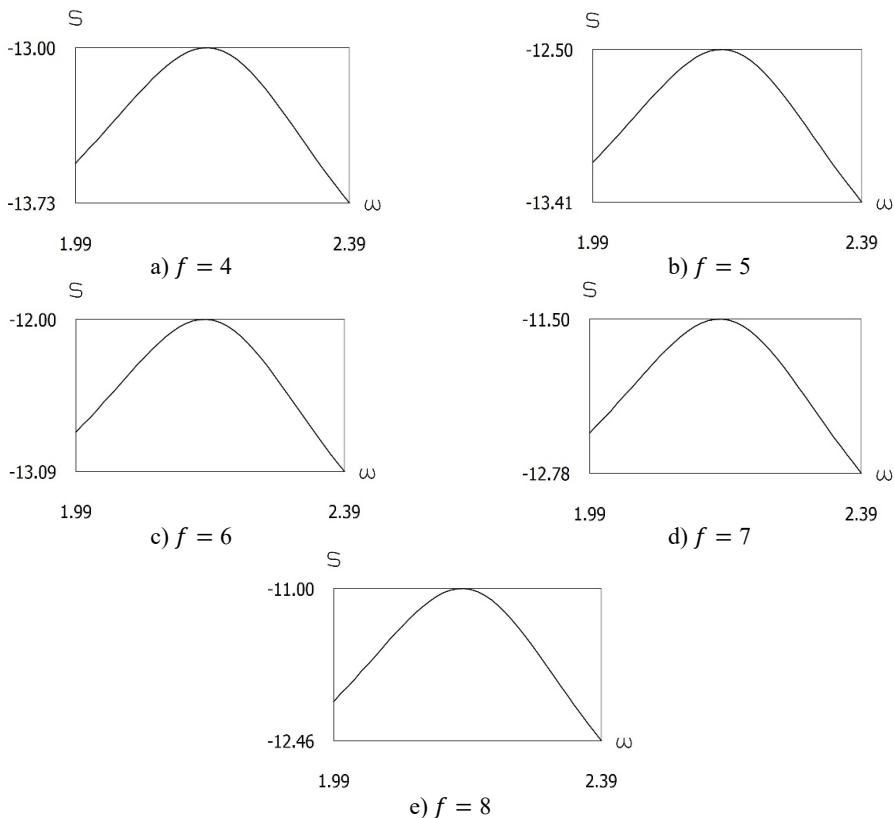 S
-13.00
-13.73
ω
1.99 2.39
a) f = 4
S
-12.50
-13.41
ω
1.99 2.39
b) f = 5
S
-12.00
-13.09
ω
1.99 2.39
c) f = 6
S
-11.50
-12.78
ω
1.99 2.39
d) f = 7
S
-11.00
-12.46
ω
1.99 2.39
e) f = 8